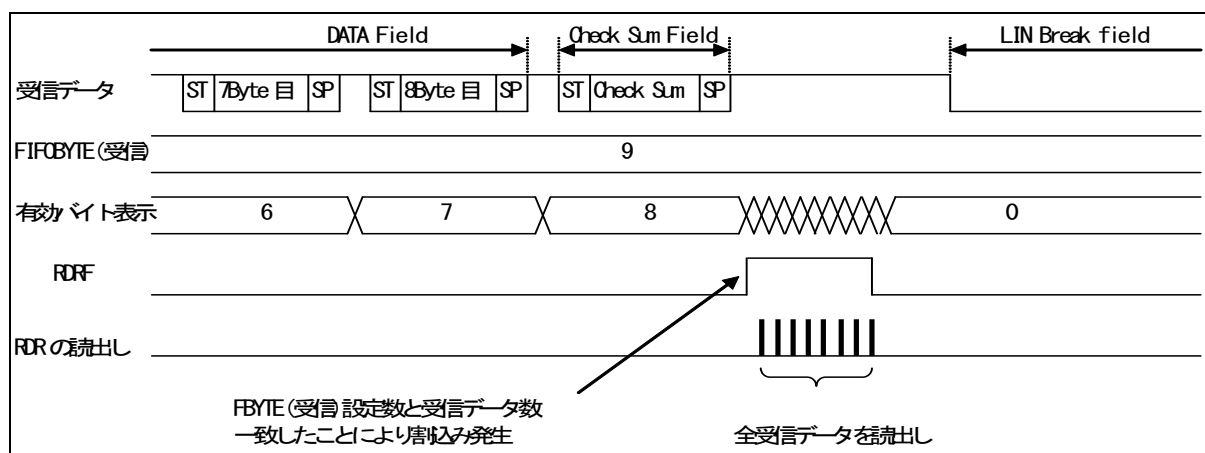 DATA Field Check Sum Field LIN Break field
受信データ ST 7Byte 目 SP ST 8Byte 目 SP ST Check Sum SP
FIFOBYTE(受信) 9
有効バイト表示 6 7 8 0
RDRF
RDR の読出し
FBYTE(受信)設定数と受信データ数
一致したことにより割込み発生
全受信データを読出し